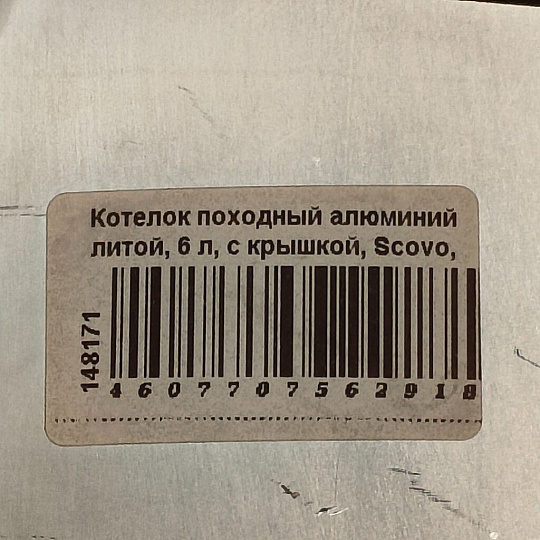 Котелок походный алюминий
литой, 6 л, с крышкой, Scovo,
148171
4607707562918